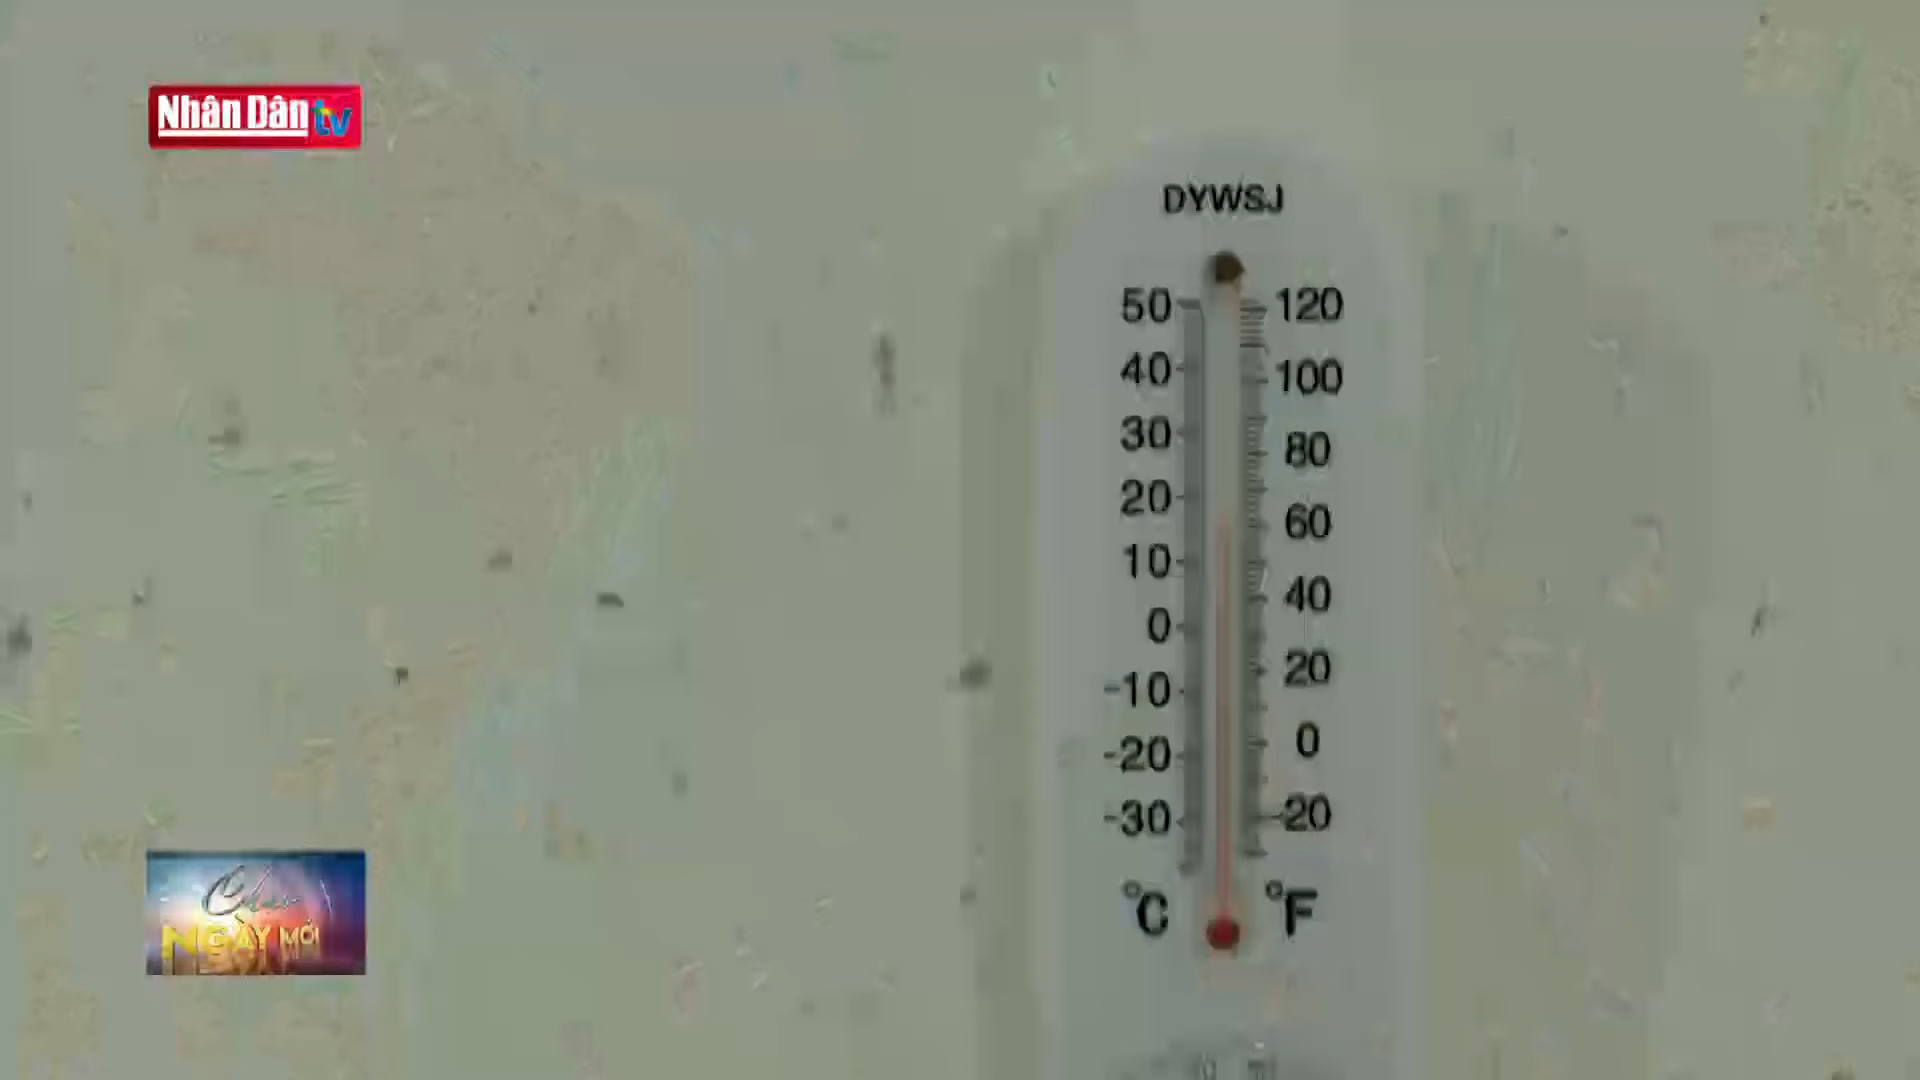 Nhân Dân tv
DYWSJ
50 120
40 100
30 80
20 60
10 40
0 20
-10 0
-20 -20
-30
°C °F
Chào
NGÀY MỚI